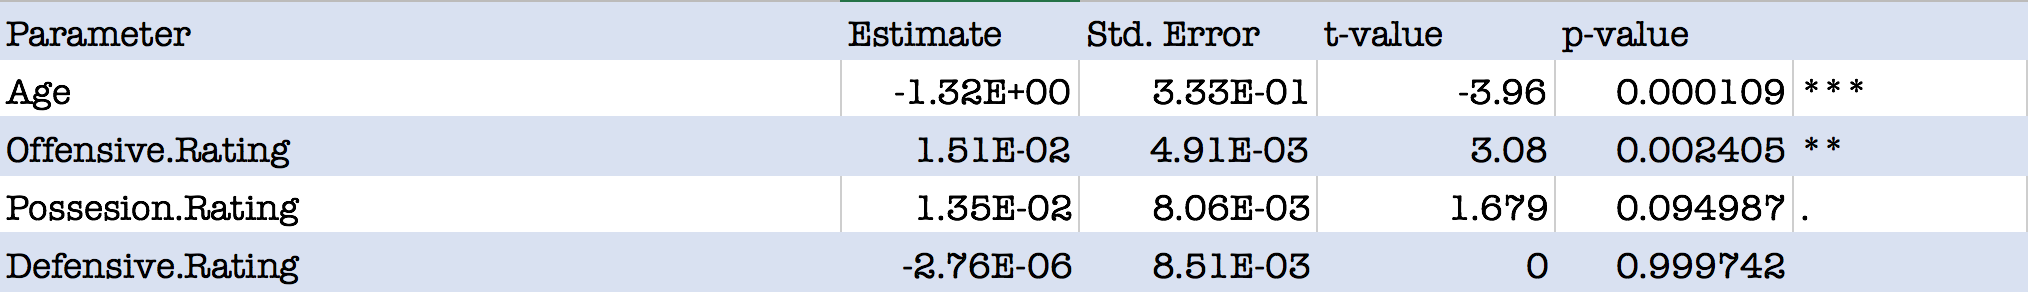 Parameter Estimate Std. Error t-value p-value
Age -1.32E+00 3.33E-01 -3.96 0.000109 ***
Offensive.Rating 1.51E-02 4.91E-03 3.08 0.002405 **
Possesion.Rating 1.35E-02 8.06E-03 1.679 0.094987 .
Defensive.Rating -2.76E-06 8.51E-03 0 0.999742